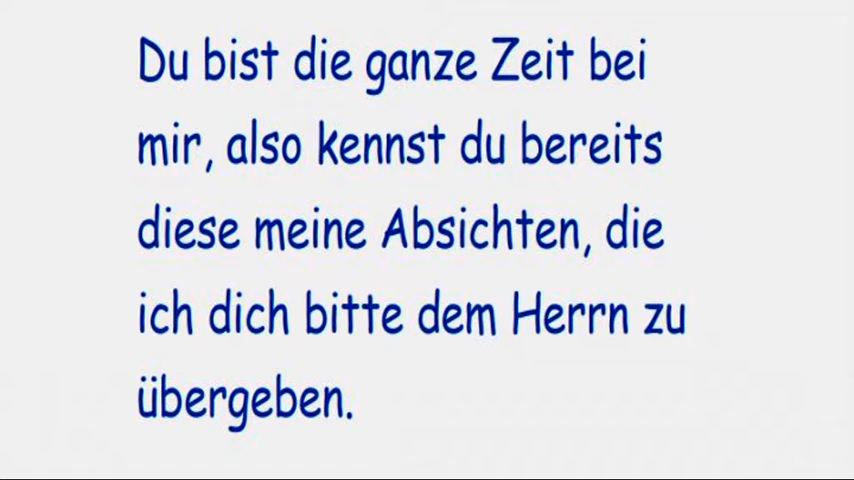 Du bist die ganze Zeit bei
mir, also kennst du bereits
diese meine Absichten, die
ich dich bitte dem Herrn zu
übergeben.